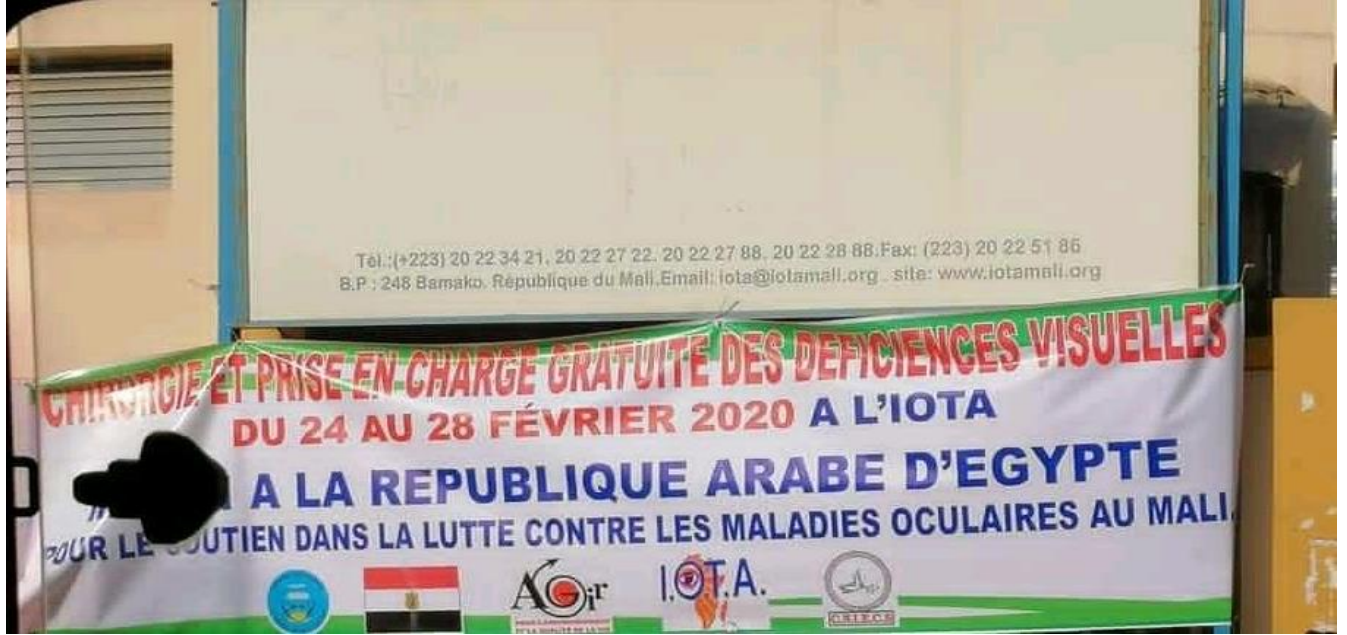 Tél.:(+223) 20 22 34 21, 20 22 27 22. 20 22 27 88. 20 22 28 88.Fax: (223) 20 22 51 86
B.P : 248 Bamako. République du Mali.Email: iota@iotamali.org . site: www.iotamali.org
CHIRURGIE ET PRISE EN CHARGE GRATUITE DES DEFICIENCES VISUELLES
DU 24 AU 28 FÉVRIER 2020 A L'IOTA
A LA REPUBLIQUE ARABE D'EGYPTE
POUR LE SOUTIEN DANS LA LUTTE CONTRE LES MALADIES OCULAIRES AU MALI.
AGir
I.O.T.A.